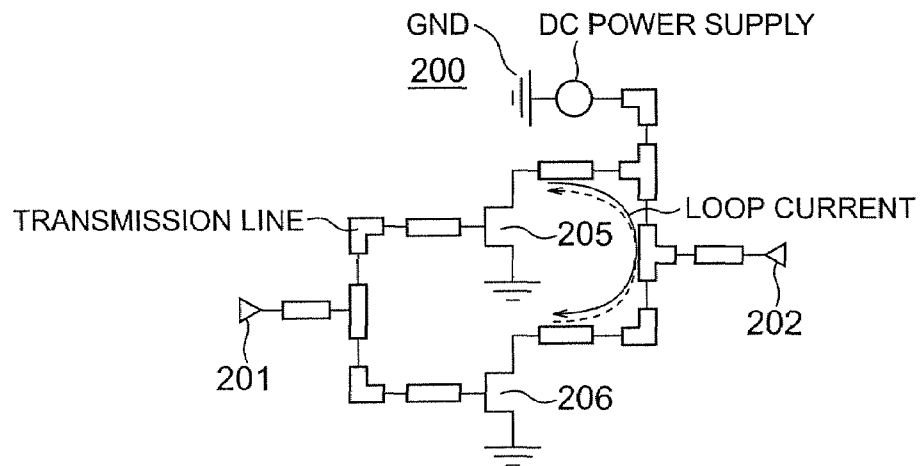 GND
DC POWER SUPPLY
200
TRANSMISSION LINE
205
LOOP CURRENT
201
202
206